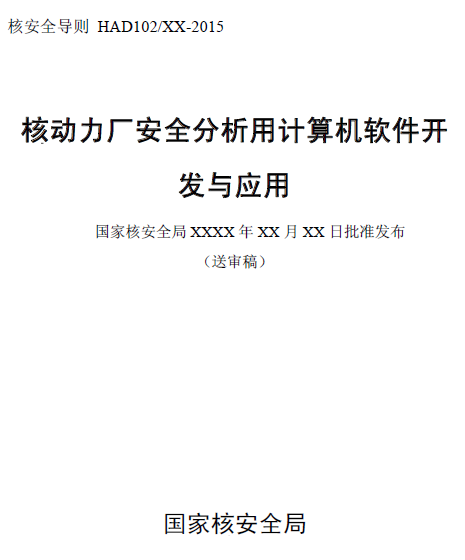 核安全导则 HAD102/XX-2015
核动力厂安全分析用计算机软件开
发与应用
国家核安全局 XXXX 年 XX 月 XX 日批准发布
（送审稿）
国家核安全局